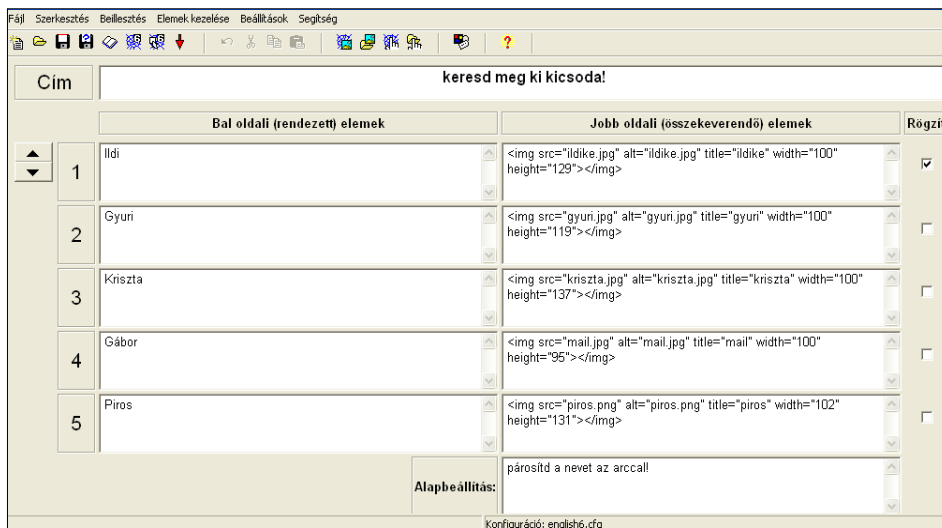 Fájl Szerkesztés Beillesztés Elemek kezelése Beállítások Segítség
Cím
keresd meg ki kicsoda!
Bal oldali (rendezett) elemek
Jobb oldali (összekeverendő) elemek
Rögzít
1
Ildi
<img src="ildike.jpg" alt="ildike.jpg" title="ildike" width="100"
height="129"></img>
2
Gyuri
<img src="gyuri.jpg" alt="gyuri.jpg" title="gyuri" width="100"
height="119"></img>
3
Kriszta
<img src="kriszta.jpg" alt="kriszta.jpg" title="kriszta" width="100"
height="137"></img>
4
Gábor
<img src="mail.jpg" alt="mail.jpg" title="mail" width="100"
height="95"></img>
5
Piros
<img src="piros.png" alt="piros.png" title="piros" width="102"
height="131"></img>
Alapbeállítás:
párosítd a nevet az arccal!
Konfiguráció: english6.cfg